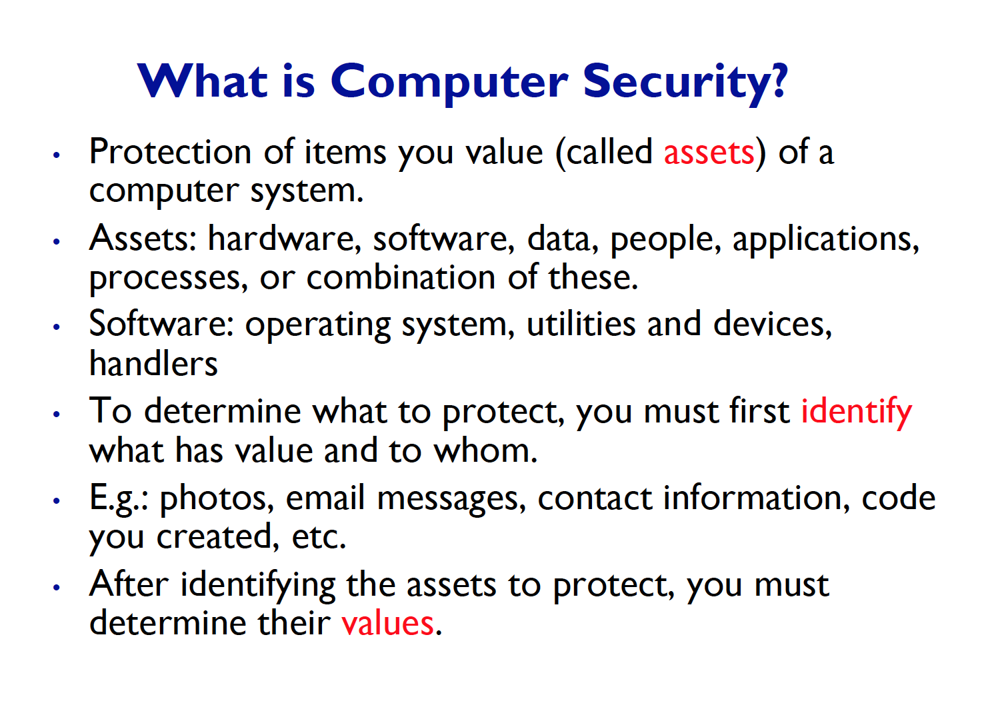 What is Computer Security?
• Protection of items you value (called assets) of a
computer system.
• Assets: hardware, software, data, people, applications,
processes, or combination of these.
• Software: operating system, utilities and devices,
handlers
• To determine what to protect, you must first identify
what has value and to whom.
• E.g.: photos, email messages, contact information, code
you created, etc.
• After identifying the assets to protect, you must
determine their values.